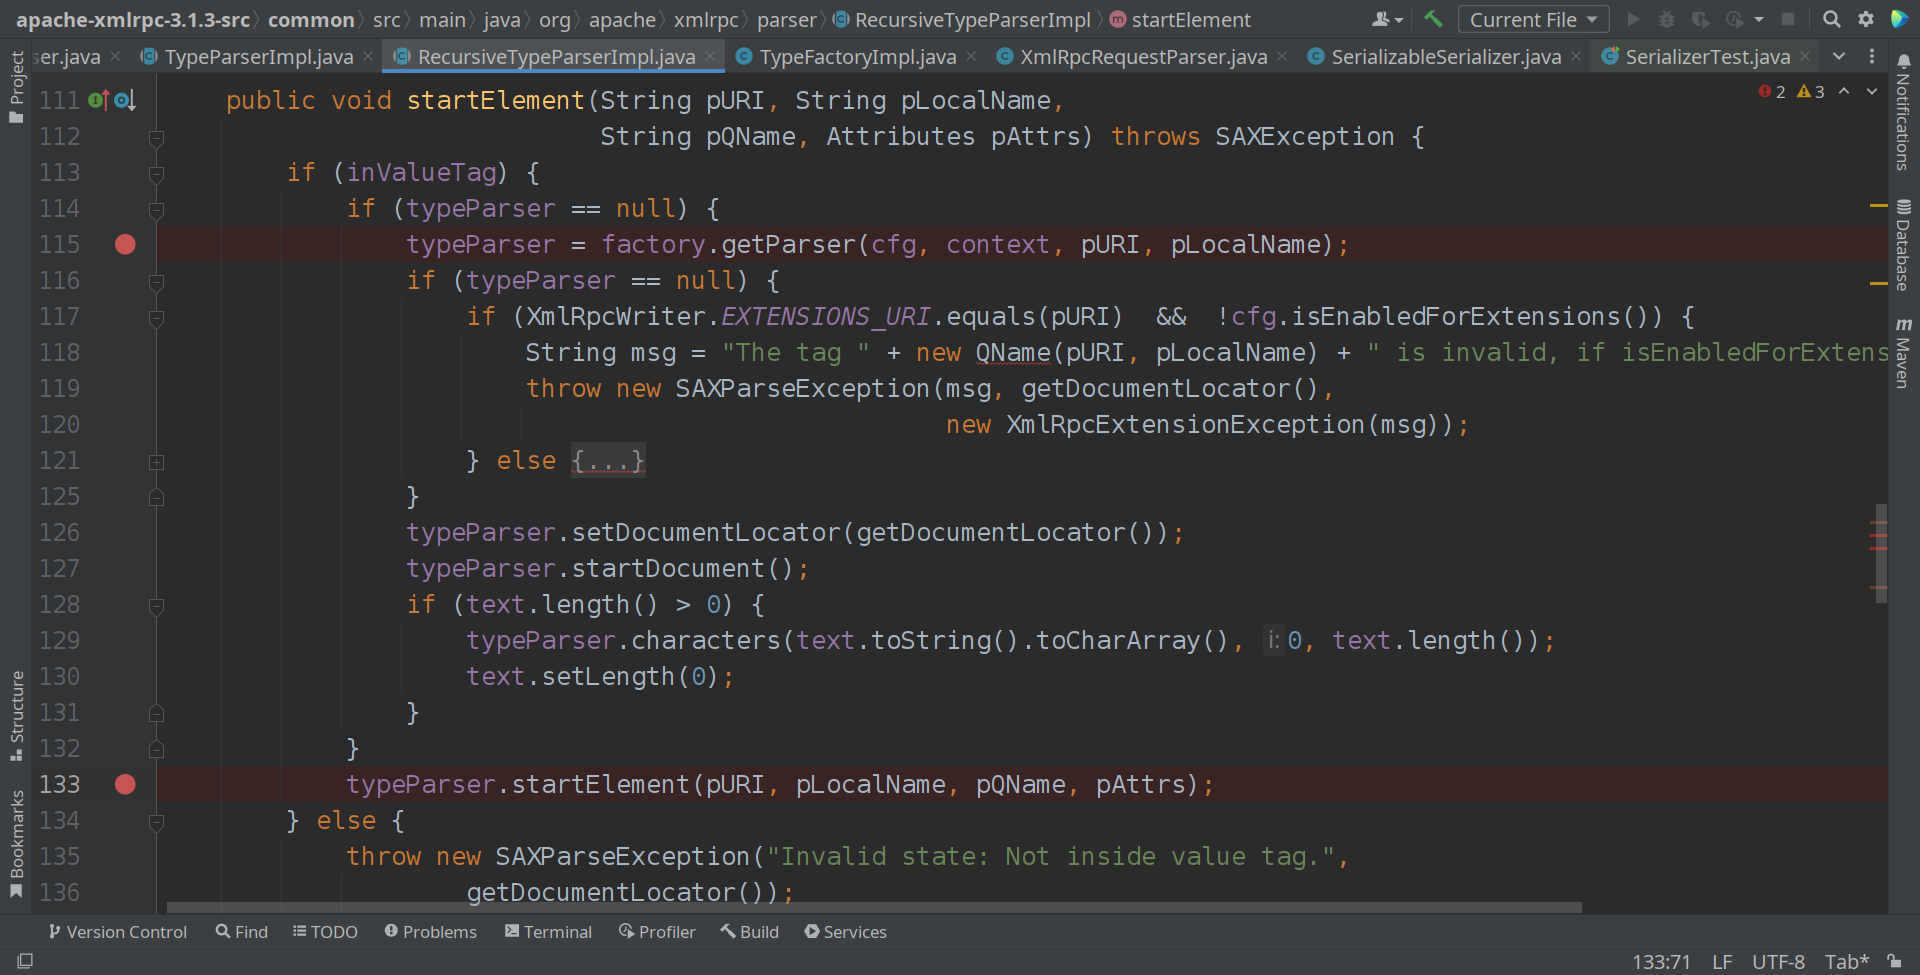 apache-xmlrpc-3.1.3-src common src main java org apache xmlrpc parser RecursiveTypeParserImpl startElement Current File
ser.java TypeParserImpl.java RecursiveTypeParserImpl.java TypeFactoryImpl.java XmlRpcRequestParser.java SerializableSerializer.java SerializerTest.java
Project
Structure
Bookmarks
2 3
111 public void startElement(String pURI, String pLocalName,
112 String pQName, Attributes pAttrs) throws SAXException {
113 if (inValueTag) {
114 if (typeParser == null) {
115 typeParser = factory.getParser(cfg, context, pURI, pLocalName);
116 if (typeParser == null) {
117 if (XmlRpcWriter.EXTENSIONS_URI.equals(pURI)  &&  !cfg.isEnabledForExtensions()) {
118 String msg = "The tag " + new QName(pURI, pLocalName) + " is invalid, if isEnabledForExtens
119 throw new SAXParseException(msg, getDocumentLocator(),
120 new XmlRpcExtensionException(msg));
121 } else {...}
125 }
126 typeParser.setDocumentLocator(getDocumentLocator());
127 typeParser.startDocument();
128 if (text.length() > 0) {
129 typeParser.characters(text.toString().toCharArray(), i:0, text.length());
130 text.setLength(0);
131 }
132 }
133 typeParser.startElement(pURI, pLocalName, pQName, pAttrs);
134 } else {
135 throw new SAXParseException("Invalid state: Not inside value tag.",
136 getDocumentLocator());
Notifications
Database
Maven
Version Control Find TODO Problems Terminal Profiler Build Services
133:71 LF UTF-8 Tab*